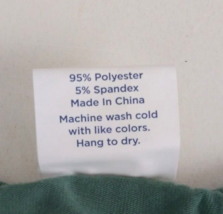 95% Polyester
5% Spandex
Made In China
Machine wash cold
with like colors.
Hang to dry.